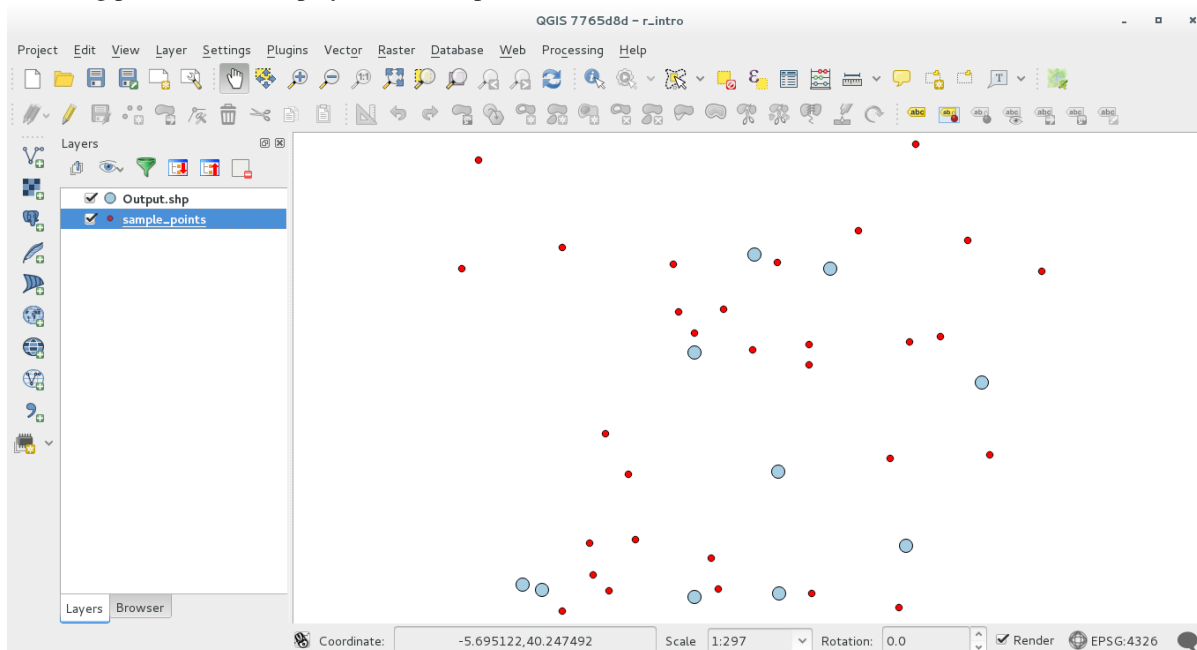 QGIS 7765d8d - r_intro
Project Edit View Layer Settings Plugins Vector Raster Database Web Processing Help
Layers
Output.shp
sample_points
Layers Browser
Coordinate: -5.695122,40.247492 Scale 1:297 Rotation: 0.0 Render EPSG:4326